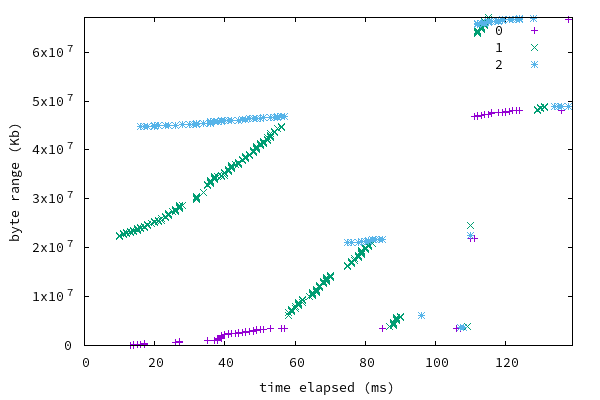 6x10^7
5x10^7
4x10^7
3x10^7
2x10^7
1x10^7
0
0 20 40 60 80 100 120
byte range (Kb)
time elapsed (ms)
0
1
2